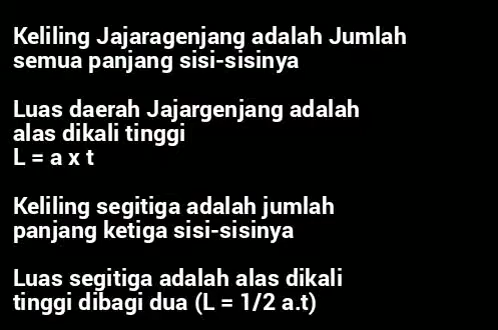 Keliling Jajaragenjang adalah Jumlah
semua panjang sisi-sisinya
Luas daerah Jajargenjang adalah
alas dikali tinggi
L = a x t
Keliling segitiga adalah jumlah
panjang ketiga sisi-sisinya
Luas segitiga adalah alas dikali
tinggi dibagi dua (L = 1/2 a.t)